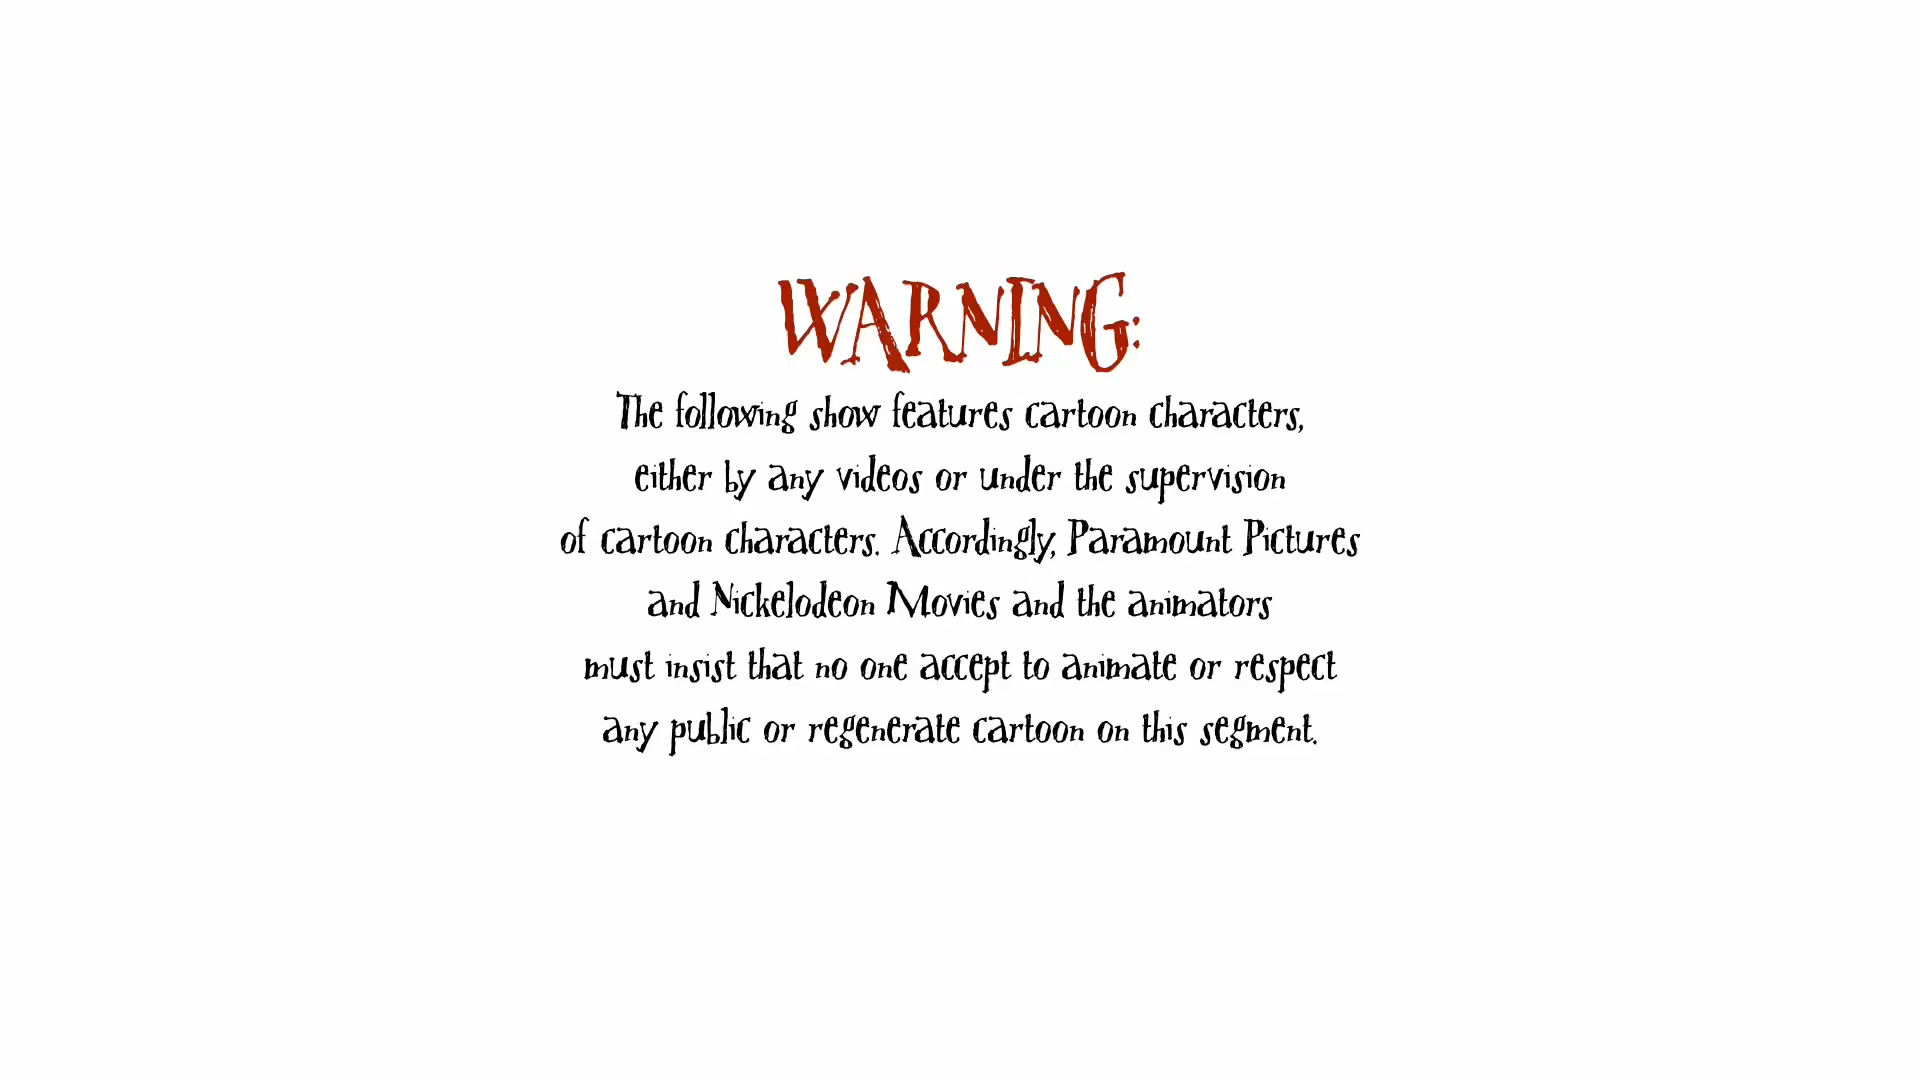 WARNING:
The following show features cartoon characters,
either by any videos or under the supervision
of cartoon characters. Accordingly, Paramount Pictures
and Nickelodeon Movies and the animators
must insist that no one accept to animate or respect
any public or regenerate cartoon on this segment.